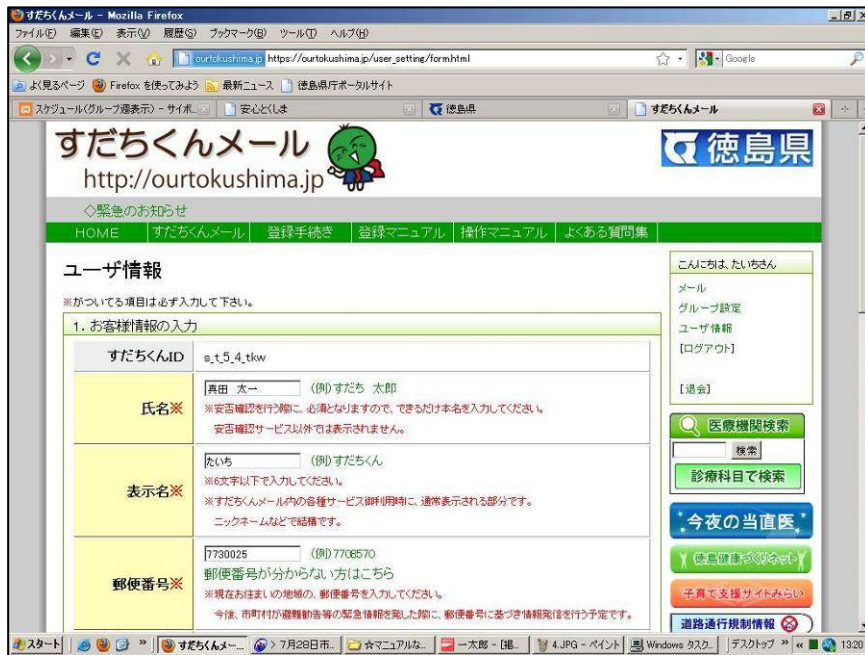 すだちくんメール - Mozilla Firefox
ファイル(F) 編集(E) 表示(V) 履歴(S) ブックマーク(B) ツール(T) ヘルプ(H)
ourtokushima.jp https://ourtokushima.jp/user_setting/form.html
Google
よく見るページ Firefox を使ってみよう 最新ニュース 徳島県庁ポータルサイト
スケジュール(グループ週表示) - サイボ...
安心とくしま
徳島県
すだちくんメール
すだちくんメール
http://ourtokushima.jp
徳島県
◇緊急のお知らせ
HOME すだちくんメール 登録手続き 登録マニュアル 操作マニュアル よくある質問集
ユーザ情報
※がついてる項目は必ず入力して下さい。
1. お客様情報の入力
すだちくんID s_t_5_4_tkw
氏名※
真田 太一 (例)すだち 太郎
※安否確認を行う際に、必須となりますので、できるだけ本名を入力してください。
安否確認サービス以外では表示されません。
表示名※
たいち (例)すだちくん
※6文字以下で入力してください。
※すだちくんメール内の各種サービス御利用時に、通常表示される部分です。
ニックネームなどで結構です。
郵便番号※
7730025 (例)7708570
郵便番号が分からない方はこちら
※現在お住まいの地域の、郵便番号を入力してください。
今後、市町村が避難勧告等の緊急情報を発した際に、郵便番号に基づき情報発信を行う予定です。
こんにちは、たいちさん
メール
グループ設定
ユーザ情報
[ログアウト]
[退会]
医療機関検索
検索
診療科目で検索
今夜の当直医
徳島健康づくりネット
子育て支援サイトみらい
道路通行規制情報
スタート
すだちくんメー...
> 7月28日市...
☆マニュアルな...
一太郎 - [掲...
4.JPG - ペイント
Windows タスク...
デスクトップ
13:20